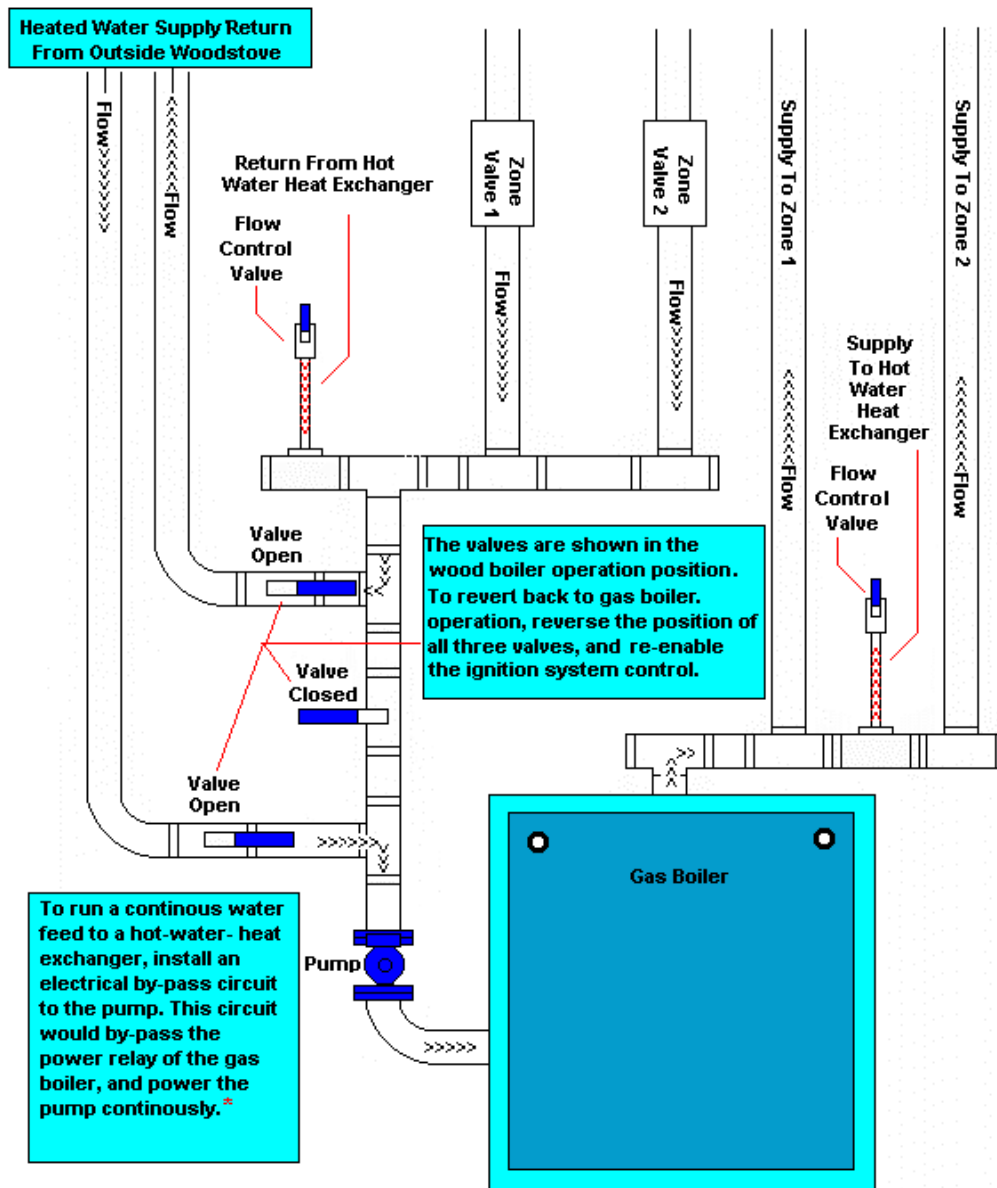 Heated Water Supply Return
From Outside Woodstove
Flow>>>>>>>
<<<<<<<<<Flow
Return From Hot
Water Heat Exchanger
Flow
Control
Valve
Zone
Valve 1
Flow>>>>>>>>
Zone
Valve 2
Flow>>>>>>>>
Supply To Zone 1
<<<<<<<<<Flow
Supply To Zone 2
<<<<<<<<<Flow
Supply
To Hot
Water
Heat
Exchanger
Flow
Control
Valve
Valve
Open
The valves are shown in the
wood boiler operation position.
To revert back to gas boiler.
operation, reverse the position of
all three valves, and re-enable
the ignition system control.
Valve
Closed
Valve
Open
>>>>>>
Gas Boiler
To run a continous water
feed to a hot-water- heat
exchanger, install an
electrical by-pass circuit
to the pump. This circuit
would by-pass the
power relay of the gas
boiler, and power the
pump continously.*
Pump
>>>>>